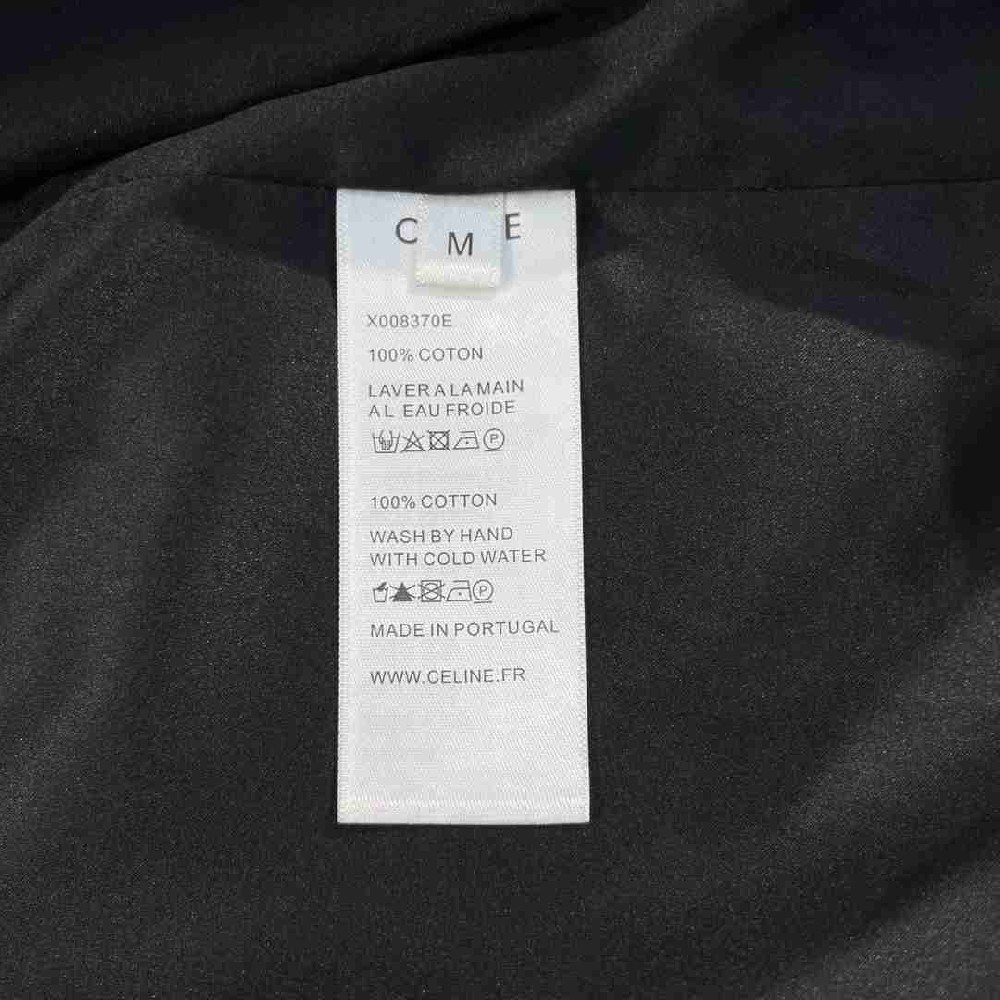 C E
M
X008370E
100% COTON
LAVER A LA MAIN
A L EAU FROIDE
P
100% COTTON
WASH BY HAND
WITH COLD WATER
P
MADE IN PORTUGAL
WWW.CELINE.FR